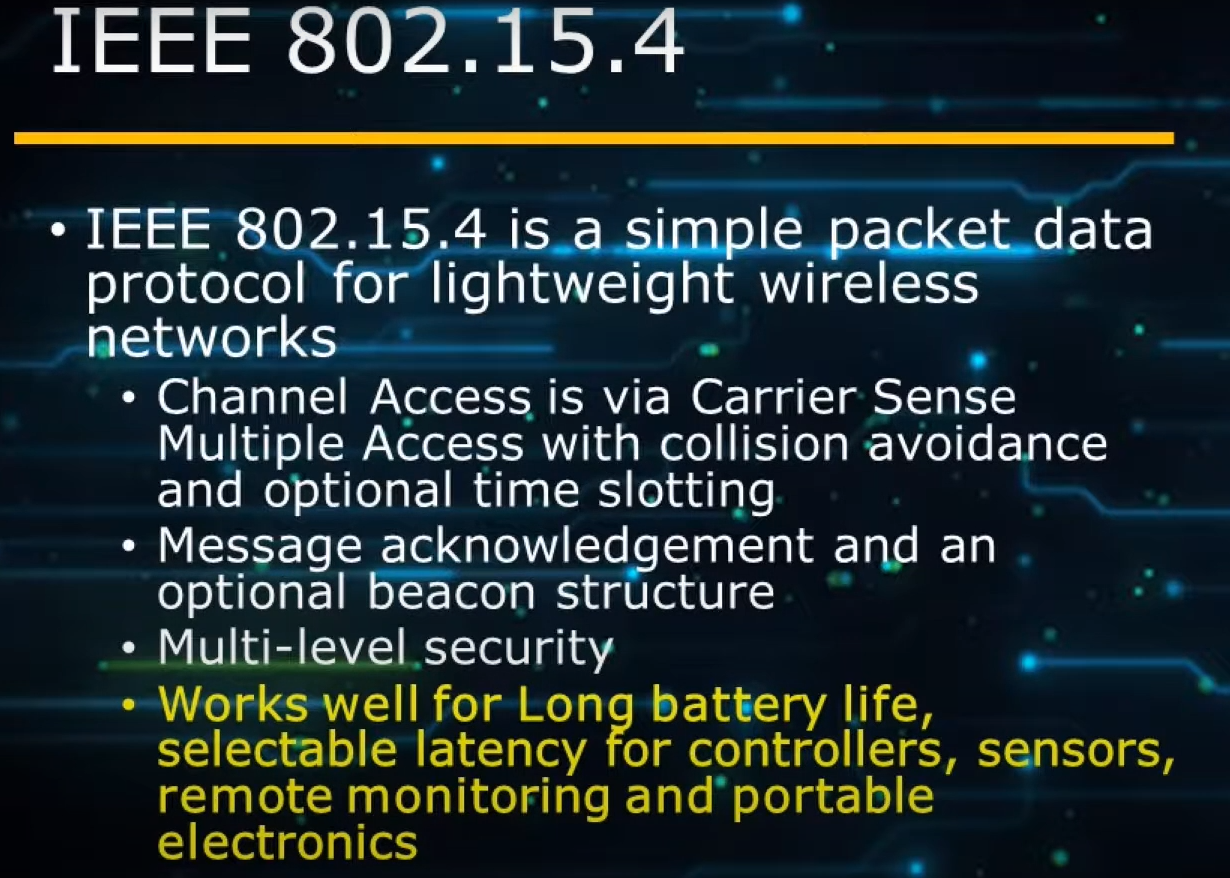 IEEE 802.15.4
• IEEE 802.15.4 is a simple packet data
protocol for lightweight wireless
networks
• Channel Access is via Carrier Sense
Multiple Access with collision avoidance
and optional time slotting
• Message acknowledgement and an
optional beacon structure
• Multi-level security
• Works well for Long battery life,
selectable latency for controllers, sensors,
remote monitoring and portable
electronics